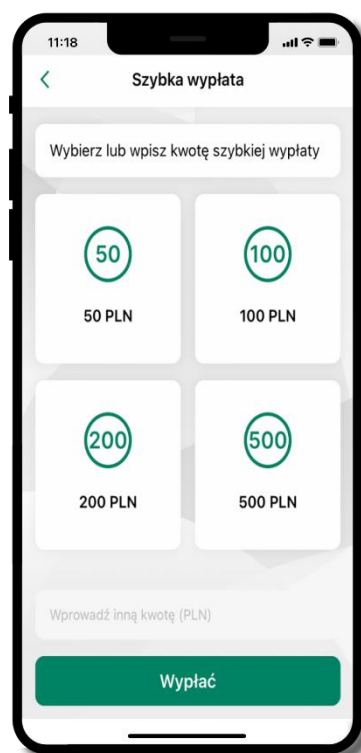 11:18
Szybka wypłata
Wybierz lub wpisz kwotę szybkiej wypłaty
50
100
50 PLN
100 PLN
200
500
200 PLN
500 PLN
Wprowadź inną kwotę (PLN)
Wypłać